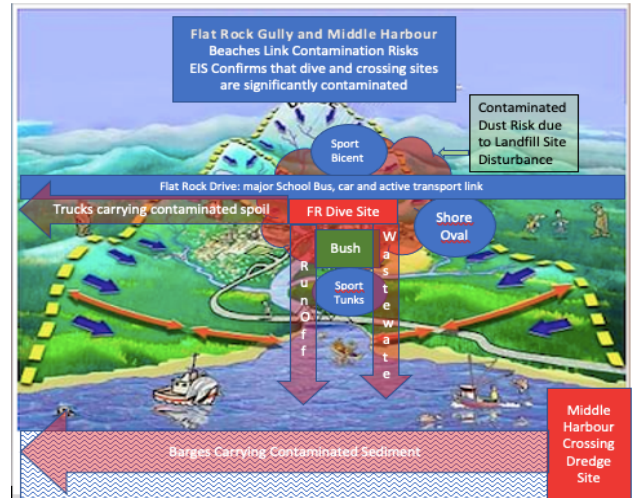 Flat Rock Gully and Middle Harbour
Beaches Link Contamination Risks
EIS Confirms that dive and crossing sites
are significantly contaminated
Contaminated
Dust Risk due
to Landfill Site
Disturbance
Sport
Bicent
Flat Rock Drive: major School Bus, car and active transport link
Trucks carrying contaminated spoil
FR Dive Site
Shore
Oval
Bush
Sport
Tunks
RunOff
Wastewate
Middle
Harbour
Crossing
Dredge
Site
Barges Carrying Contaminated Sediment